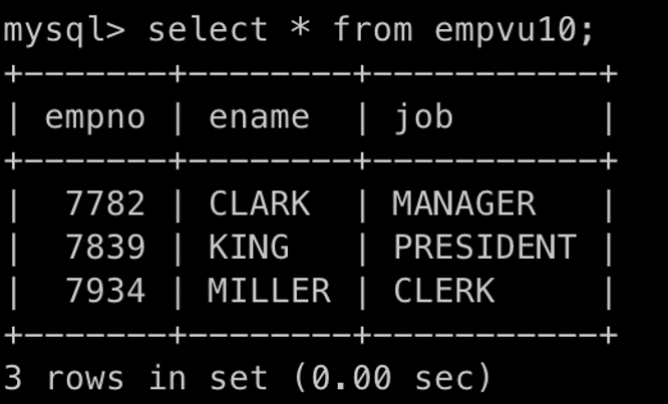 mysql> select * from empvu10;
+-------+--------+-----------+
| empno | ename  | job       |
+-------+--------+-----------+
|  7782 | CLARK  | MANAGER   |
|  7839 | KING   | PRESIDENT |
|  7934 | MILLER | CLERK     |
+-------+--------+-----------+
3 rows in set (0.00 sec)